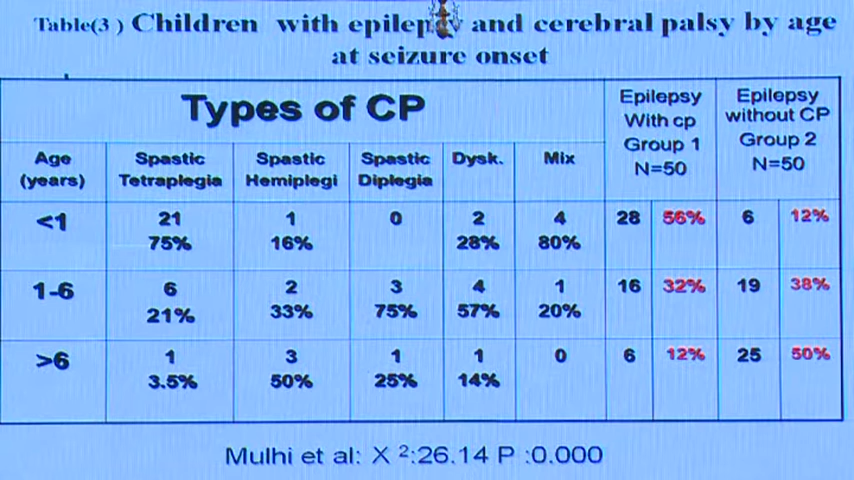 Table(3 ) Children with epilepsy and cerebral palsy by age
at seizure onset
Types of CP
Epilepsy
With cp
Group 1
N=50
Epilepsy
without CP
Group 2
N=50
Age
(years)
Spastic
Tetraplegia
Spastic
Hemiplegi
Spastic
Diplegia
Dysk.
Mix
<1 21 1 0 2 4 28 56% 6 12%
75% 16% 28% 80%
1-6 6 2 3 4 1 16 32% 19 38%
21% 33% 75% 57% 20%
>6 1 3 1 1 0 6 12% 25 50%
3.5% 50% 25% 14%
Mulhi et al: X 2:26.14 P :0.000